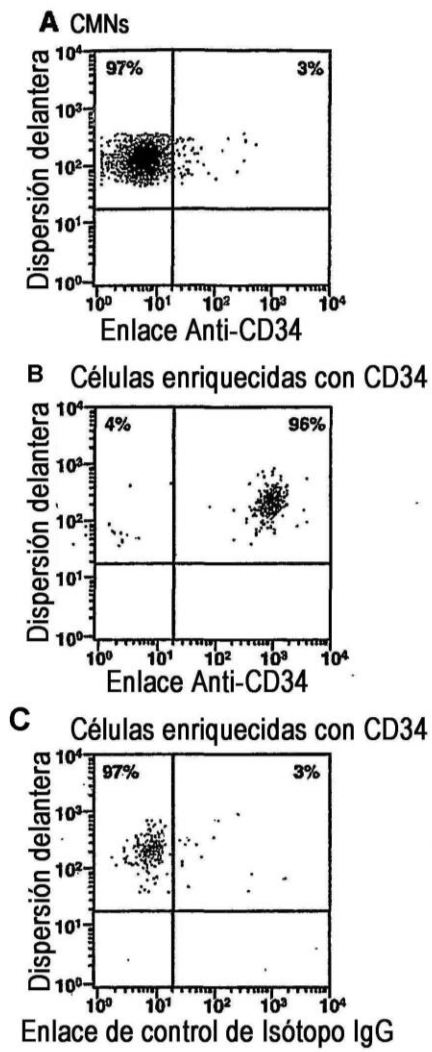 A CMNs
97% 3%
Dispersión delantera
10⁴
10³
10²
10¹
10⁰
10⁰ 10¹ 10² 10³ 10⁴
Enlace Anti-CD34
B Células enriquecidas con CD34
4% 96%
Dispersión delantera
10⁴
10³
10²
10¹
10⁰
10⁰ 10¹ 10² 10³ 10⁴
Enlace Anti-CD34
C Células enriquecidas con CD34
97% 3%
Dispersión delantera
10⁴
10³
10²
10¹
10⁰
10⁰ 10¹ 10² 10³ 10⁴
Enlace de control de Isótopo IgG